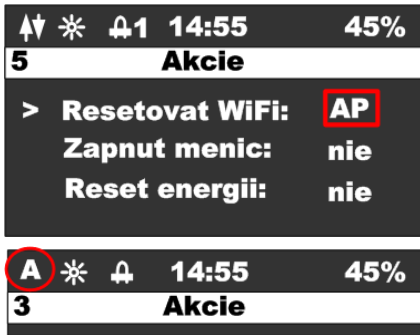 1 14:55 45%
5 Akcie
> Resetovat WiFi: AP
Zapnut menic: nie
Reset energii: nie
A 14:55 45%
3 Akcie